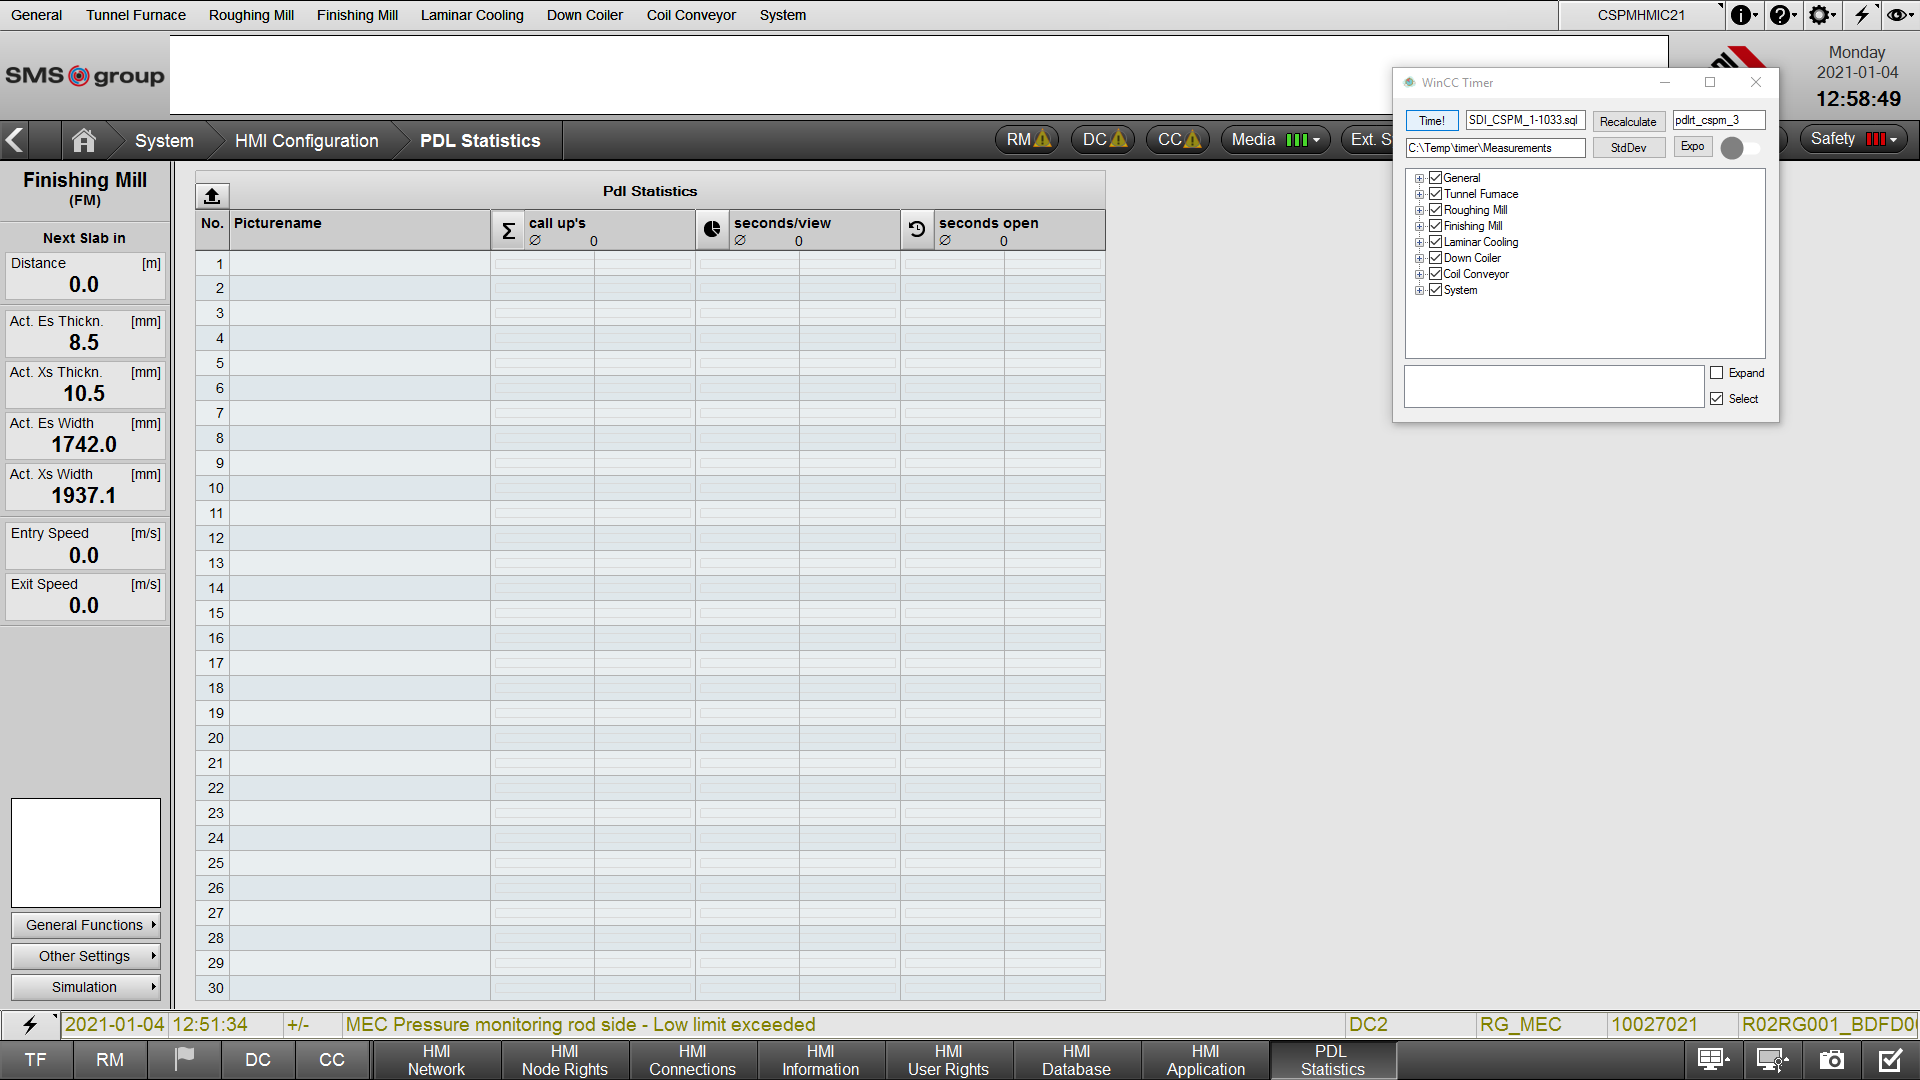 General Tunnel Furnace Roughing Mill Finishing Mill Laminar Cooling Down Coiler Coil Conveyor System CSPMHMIC21
SMS group
Monday
2021-01-04
12:58:49
System HMI Configuration PDL Statistics RM DC CC Media Ext. S Safety
WinCC Timer
Time! SDI_CSPM_1-1033.sql Recalculate pdlrt_cspm_3
C:\Temp\timer\Measurements StdDev Expo
General
Tunnel Furnace
Roughing Mill
Finishing Mill
Laminar Cooling
Down Coiler
Coil Conveyor
System
Expand
Select
Finishing Mill
(FM)
Next Slab in
Distance [m]
0.0
Act. Es Thickn. [mm]
8.5
Act. Xs Thickn. [mm]
10.5
Act. Es Width [mm]
1742.0
Act. Xs Width [mm]
1937.1
Entry Speed [m/s]
0.0
Exit Speed [m/s]
0.0
General Functions
Other Settings
Simulation
Pdl Statistics
No. Picturename Σ call up's seconds/view seconds open
∅ 0 ∅ 0 ∅ 0
1
2
3
4
5
6
7
8
9
10
11
12
13
14
15
16
17
18
19
20
21
22
23
24
25
26
27
28
29
30
2021-01-04 12:51:34 +/- MEC Pressure monitoring rod side - Low limit exceeded DC2 RG_MEC 10027021
TF RM DC CC
HMI Network
HMI Node Rights
HMI Connections
HMI Information
HMI User Rights
HMI Database
HMI Application
PDL Statistics